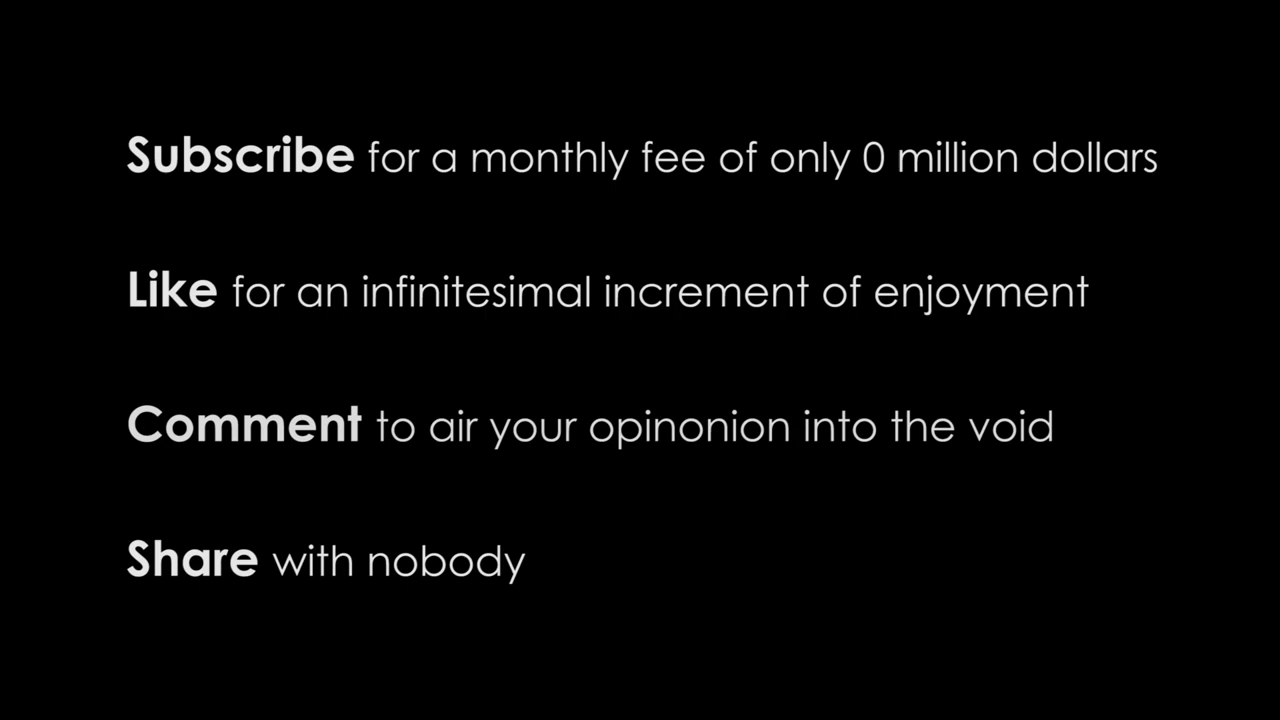 Subscribe for a monthly fee of only 0 million dollars
Like for an infinitesimal increment of enjoyment
Comment to air your opinonion into the void
Share with nobody